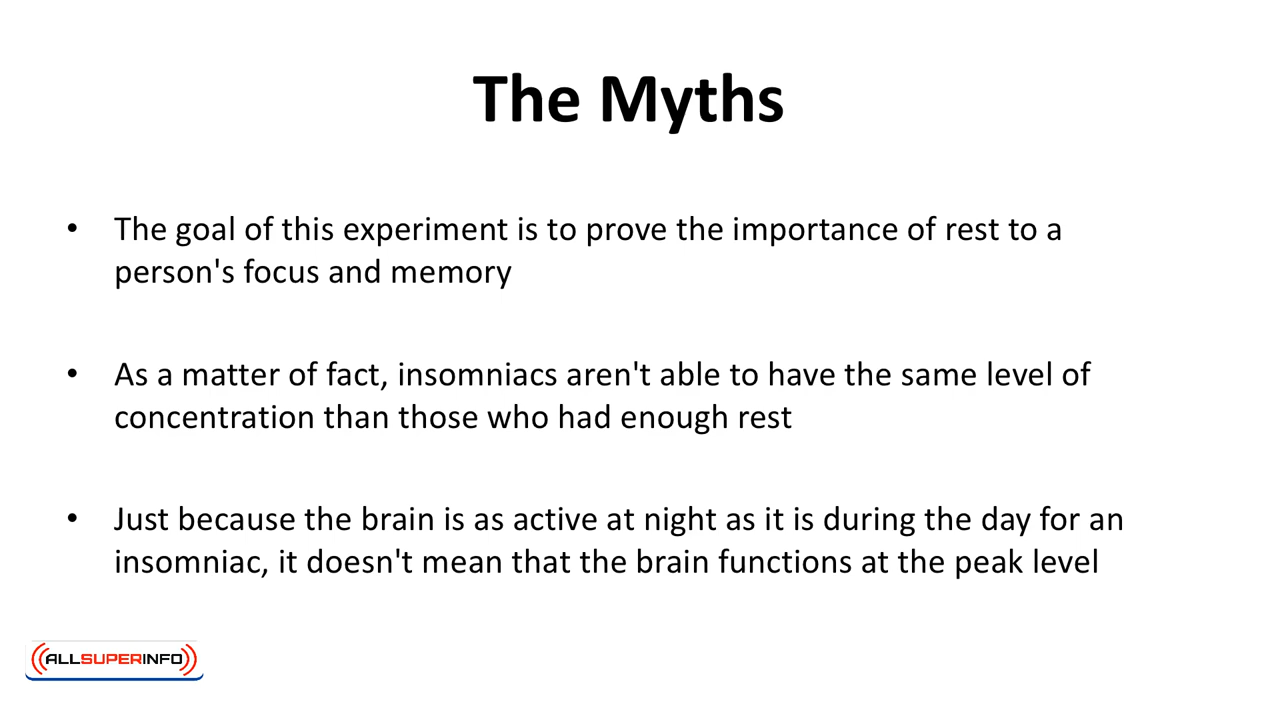 The Myths
• The goal of this experiment is to prove the importance of rest to a
person's focus and memory
• As a matter of fact, insomniacs aren't able to have the same level of
concentration than those who had enough rest
• Just because the brain is as active at night as it is during the day for an
insomniac, it doesn't mean that the brain functions at the peak level
ALLSUPERINFO